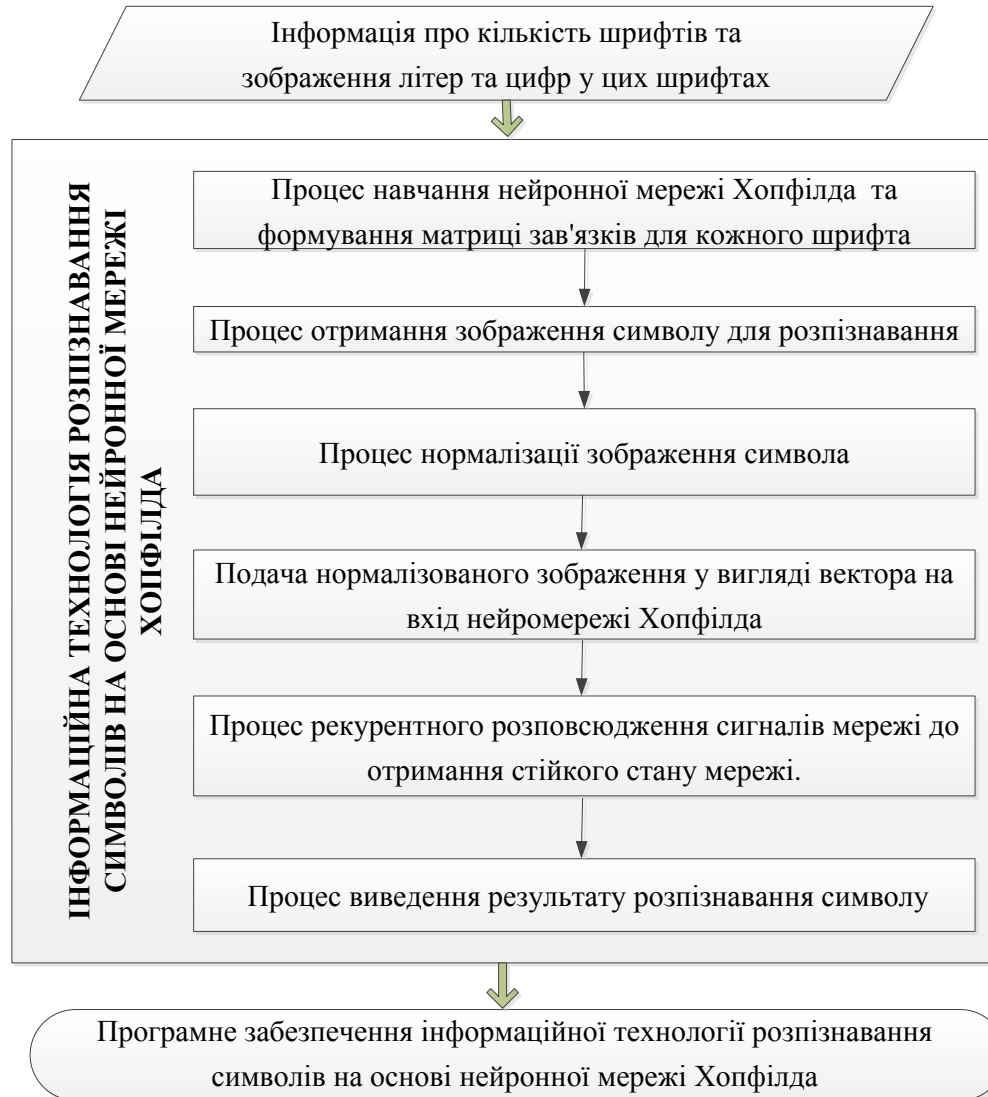 Інформація про кількість шрифтів та
зображення літер та цифр у цих шрифтах
ІНФОРМАЦІЙНА ТЕХНОЛОГІЯ РОЗПІЗНАВАННЯ
СИМВОЛІВ НА ОСНОВІ НЕЙРОННОЇ МЕРЕЖІ
ХОПФІЛДА
Процес навчання нейронної мережі Хопфілда та
формування матриці зав'язків для кожного шрифта
Процес отримання зображення символу для розпізнавання
Процес нормалізації зображення символа
Подача нормалізованого зображення у вигляді вектора на
вхід нейромережі Хопфілда
Процес рекурентного розповсюдження сигналів мережі до
отримання стійкого стану мережі.
Процес виведення результату розпізнавання символу
Програмне забезпечення інформаційної технології розпізнавання
символів на основі нейронної мережі Хопфілда